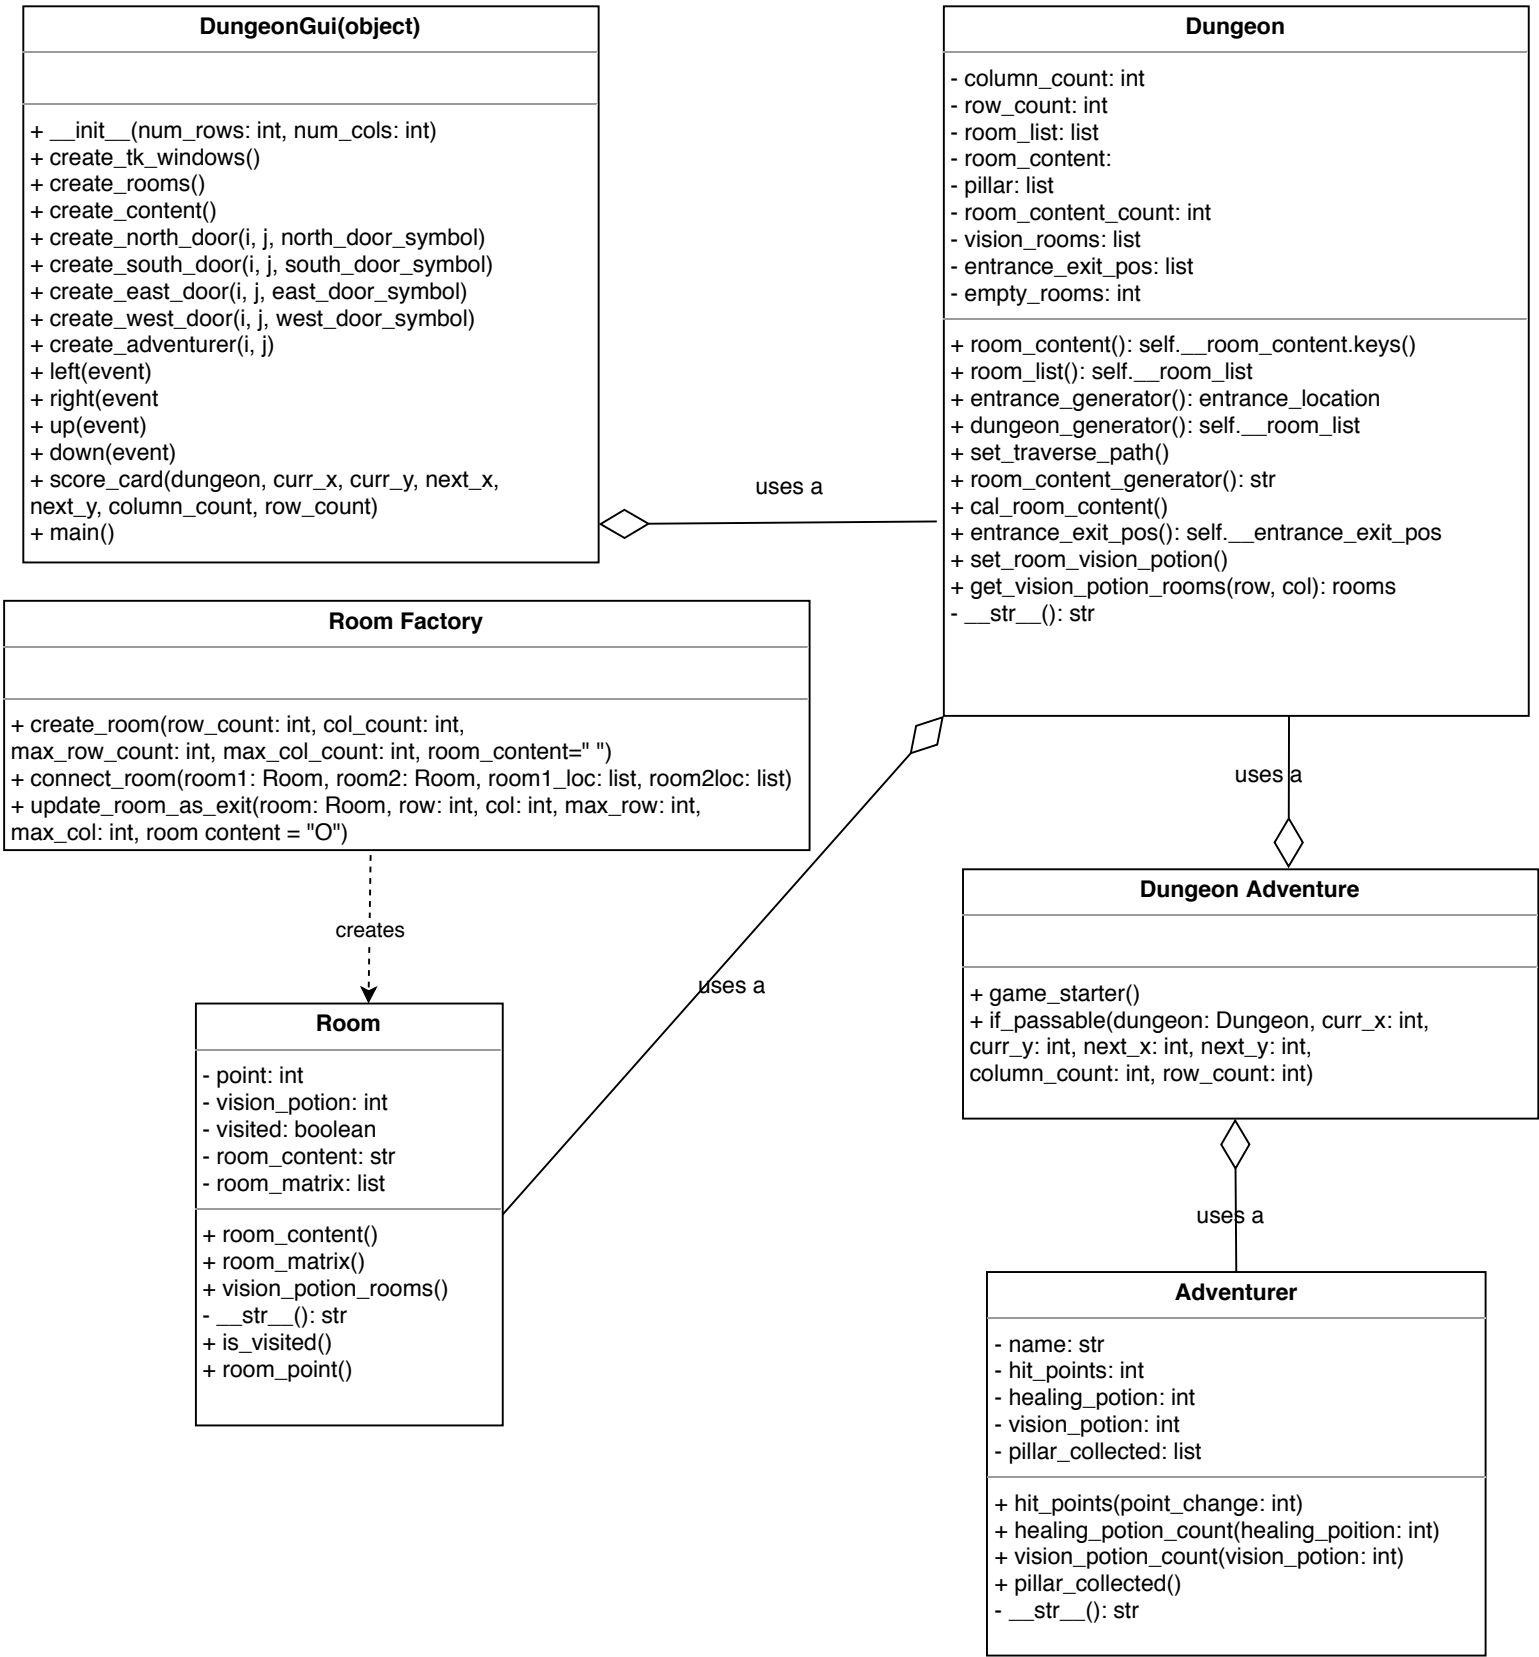 DungeonGui(object)
+ __init__(num_rows: int, num_cols: int)
+ create_tk_windows()
+ create_rooms()
+ create_content()
+ create_north_door(i, j, north_door_symbol)
+ create_south_door(i, j, south_door_symbol)
+ create_east_door(i, j, east_door_symbol)
+ create_west_door(i, j, west_door_symbol)
+ create_adventurer(i, j)
+ left(event)
+ right(event
+ up(event)
+ down(event)
+ score_card(dungeon, curr_x, curr_y, next_x,
next_y, column_count, row_count)
+ main()
uses a
Dungeon
- column_count: int
- row_count: int
- room_list: list
- room_content:
- pillar: list
- room_content_count: int
- vision_rooms: list
- entrance_exit_pos: list
- empty_rooms: int
+ room_content(): self.__room_content.keys()
+ room_list(): self.__room_list
+ entrance_generator(): entrance_location
+ dungeon_generator(): self.__room_list
+ set_traverse_path()
+ room_content_generator(): str
+ cal_room_content()
+ entrance_exit_pos(): self.__entrance_exit_pos
+ set_room_vision_potion()
+ get_vision_potion_rooms(row, col): rooms
- __str__(): str
Room Factory
+ create_room(row_count: int, col_count: int,
max_row_count: int, max_col_count: int, room_content=" ")
+ connect_room(room1: Room, room2: Room, room1_loc: list, room2loc: list)
+ update_room_as_exit(room: Room, row: int, col: int, max_row: int,
max_col: int, room content = "O")
creates
uses a
uses a
Room
- point: int
- vision_potion: int
- visited: boolean
- room_content: str
- room_matrix: list
+ room_content()
+ room_matrix()
+ vision_potion_rooms()
- __str__(): str
+ is_visited()
+ room_point()
Dungeon Adventure
+ game_starter()
+ if_passable(dungeon: Dungeon, curr_x: int,
curr_y: int, next_x: int, next_y: int,
column_count: int, row_count: int)
uses a
Adventurer
- name: str
- hit_points: int
- healing_potion: int
- vision_potion: int
- pillar_collected: list
+ hit_points(point_change: int)
+ healing_potion_count(healing_poition: int)
+ vision_potion_count(vision_potion: int)
+ pillar_collected()
- __str__(): str